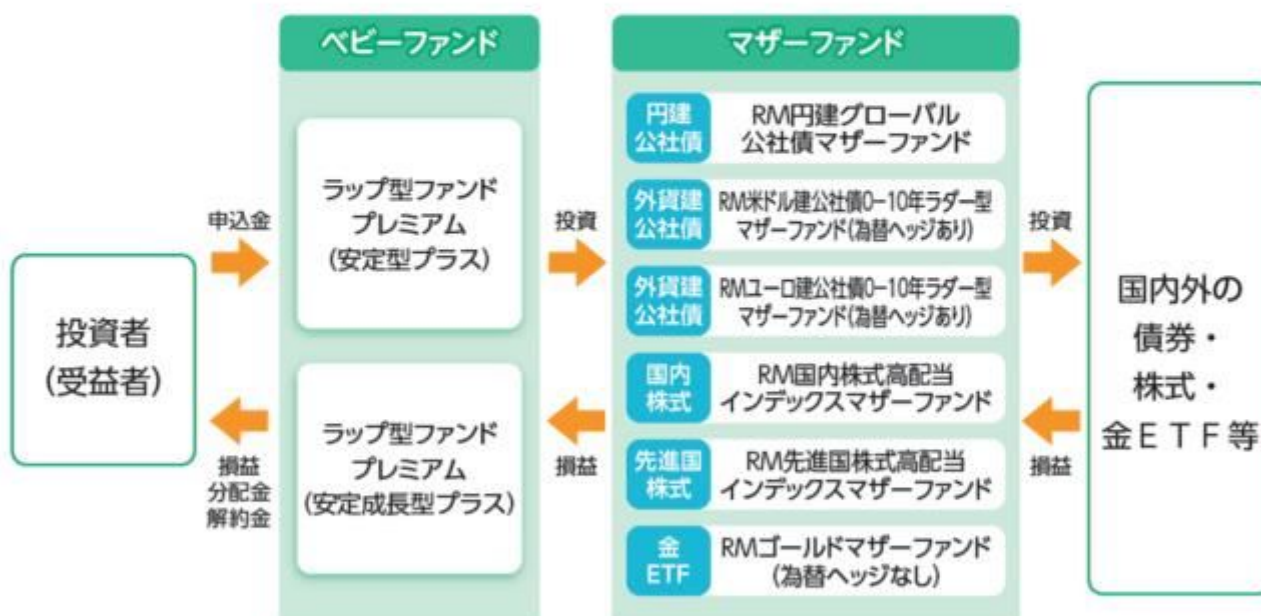 ベビーファンド
マザーファンド
投資者
(受益者)
申込金
損益
分配金
解約金
ラップ型ファンド
プレミアム
(安定型プラス)
ラップ型ファンド
プレミアム
(安定成長型プラス)
投資
損益
円建
公社債
RM円建グローバル
公社債マザーファンド
外貨建
公社債
RM米ドル建公社債0−10年ラダー型
マザーファンド(為替ヘッジあり)
外貨建
公社債
RMユーロ建公社債0−10年ラダー型
マザーファンド(為替ヘッジあり)
国内
株式
RM国内株式高配当
インデックスマザーファンド
先進国
株式
RM先進国株式高配当
インデックスマザーファンド
金
ETF
RMゴールドマザーファンド
(為替ヘッジなし)
投資
損益
国内外の
債券・
株式・
金ETF等